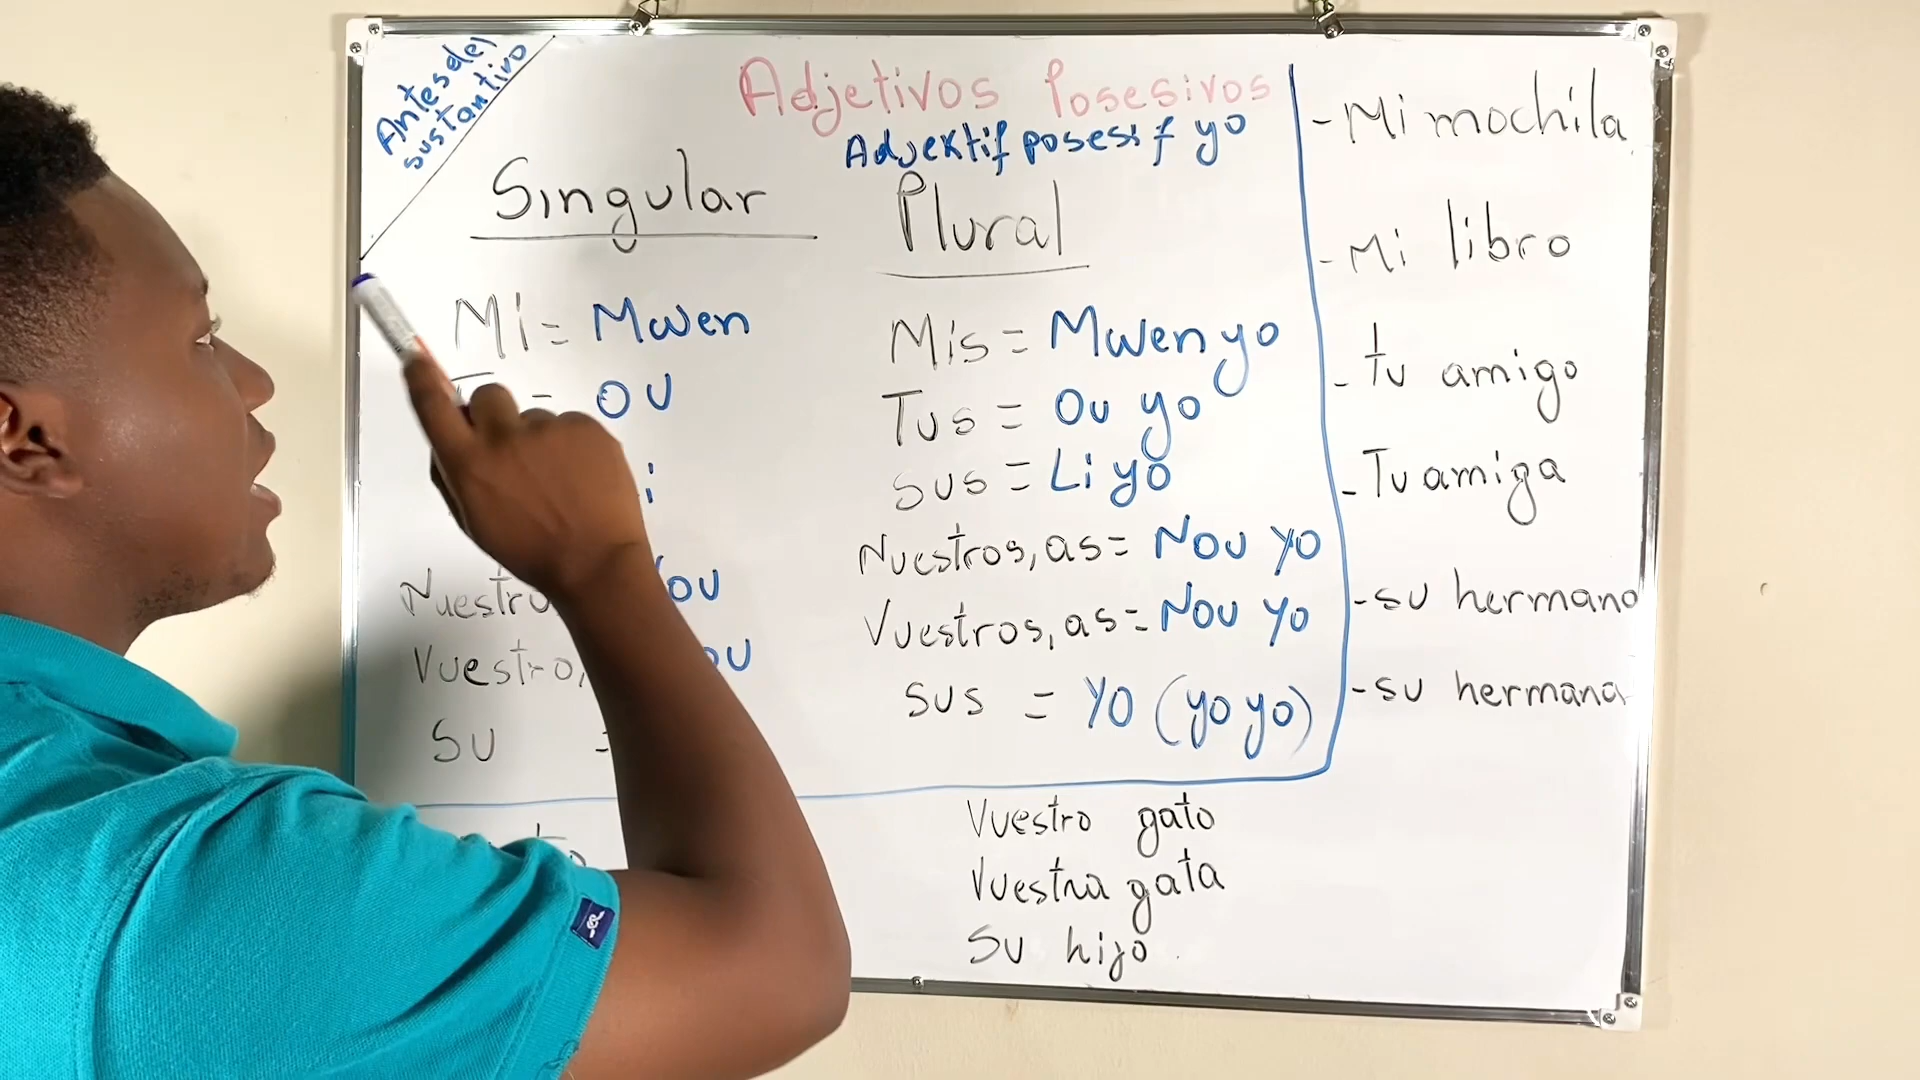 Antes del
sustantivo
Adjetivos Posesivos
Adjektif posesif yo
Singular
Mi = Mwen
= OU
Nuestro
Vuestro,
SU =
Plural
Mis = Mwen yo
Tus = Ou yo
sus = Li yo
Nuestros, as = Nou yo
Vuestros, as = Nou yo
sus = YO (yo yo)
- Mi mochila
- Mi libro
- tu amigo
- Tu amiga
- su hermano
- su hermana
Vuestro gato
Vuestra gata
Su hijo